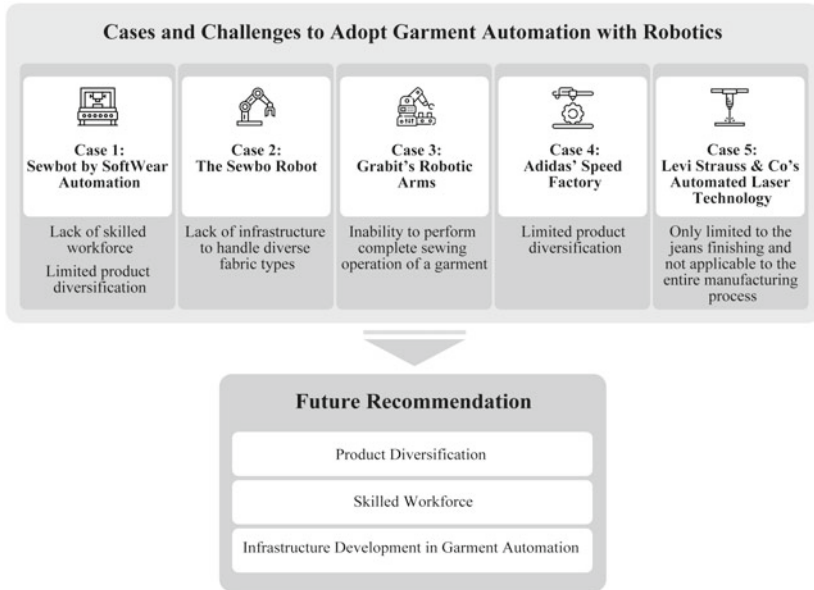 Cases and Challenges to Adopt Garment Automation with Robotics
Case 1:
Sewbot by SoftWear
Automation
Lack of skilled
workforce
Limited product
diversification
Case 2:
The Sewbo Robot
Lack of infrastructure
to handle diverse
fabric types
Case 3:
Grabit's Robotic
Arms
Inability to perform
complete sewing
operation of a garment
Case 4:
Adidas' Speed
Factory
Limited product
diversification
Case 5:
Levi Strauss & Co's
Automated Laser
Technology
Only limited to the
jeans finishing and
not applicable to the
entire manufacturing
process
Future Recommendation
Product Diversification
Skilled Workforce
Infrastructure Development in Garment Automation